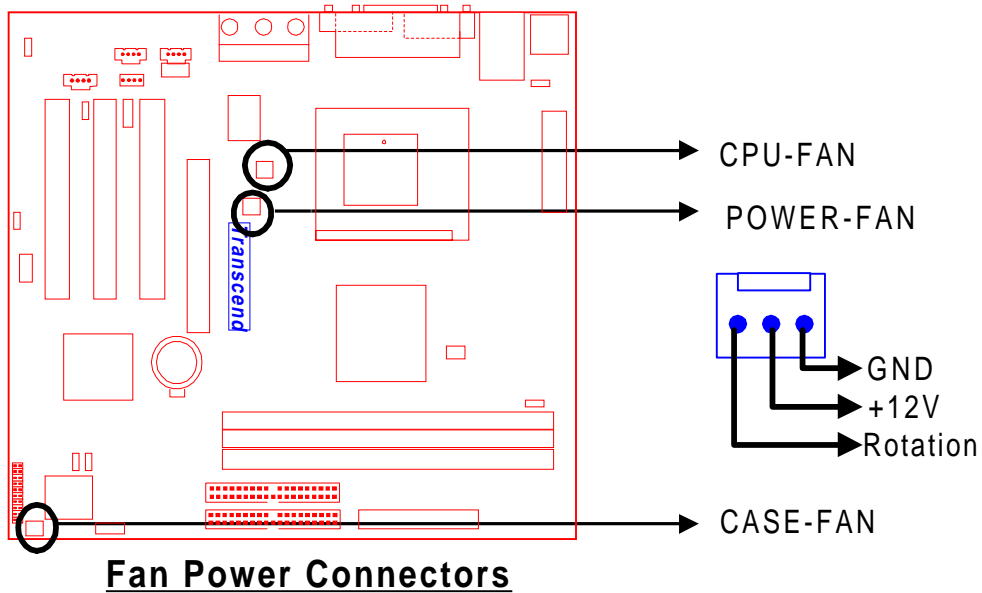 CPU-FAN
POWER-FAN
Transcend
GND
+12V
Rotation
CASE-FAN
Fan Power Connectors